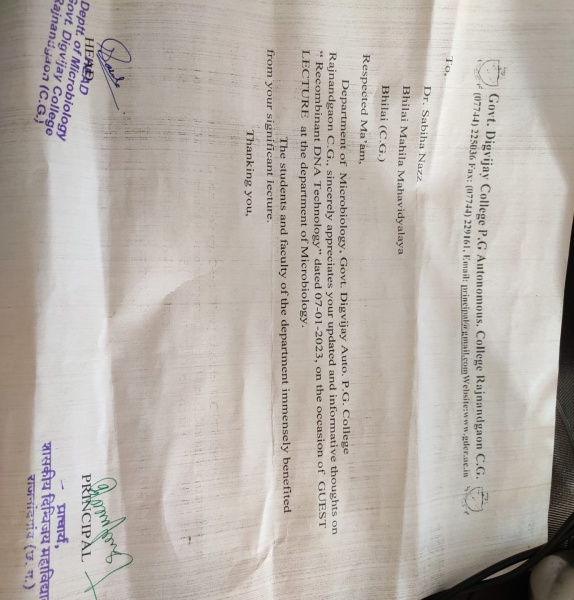 Govt. Digvijay College P.G Autonomous. College Rajnandgaon C.G.
(07744) 225036 Fax: (07744) 229161, Email: principal@gmail.com Website:www.gdcr.ac.in
To,
Dr. Sabiha Nazz
Bhilai Mahila Mahavidyalaya
Bhilai (C.G.)
Respected Ma'am,
Department of Microbiology, Govt. Digvijay Auto. P.G. College
Rajnandgaon C.G., sincerely appreciates your updated and informative thoughts on
" Recombinant DNA Technology" dated 07-01-2023, on the occasion of GUEST
LECTURE at the department of Microbiology.
The students and faculty of the department immensely benefited
from your significant lecture.
Thanking you,
HEAD
HEAD
Deptt. of Microbiology
Govt. Digvijay College
Rajnandgaon (C.G.)
PRINCIPAL
प्राचार्य,
शासकीय दिग्विजय महाविद्या
राजनांदगांव (छ. ग.)